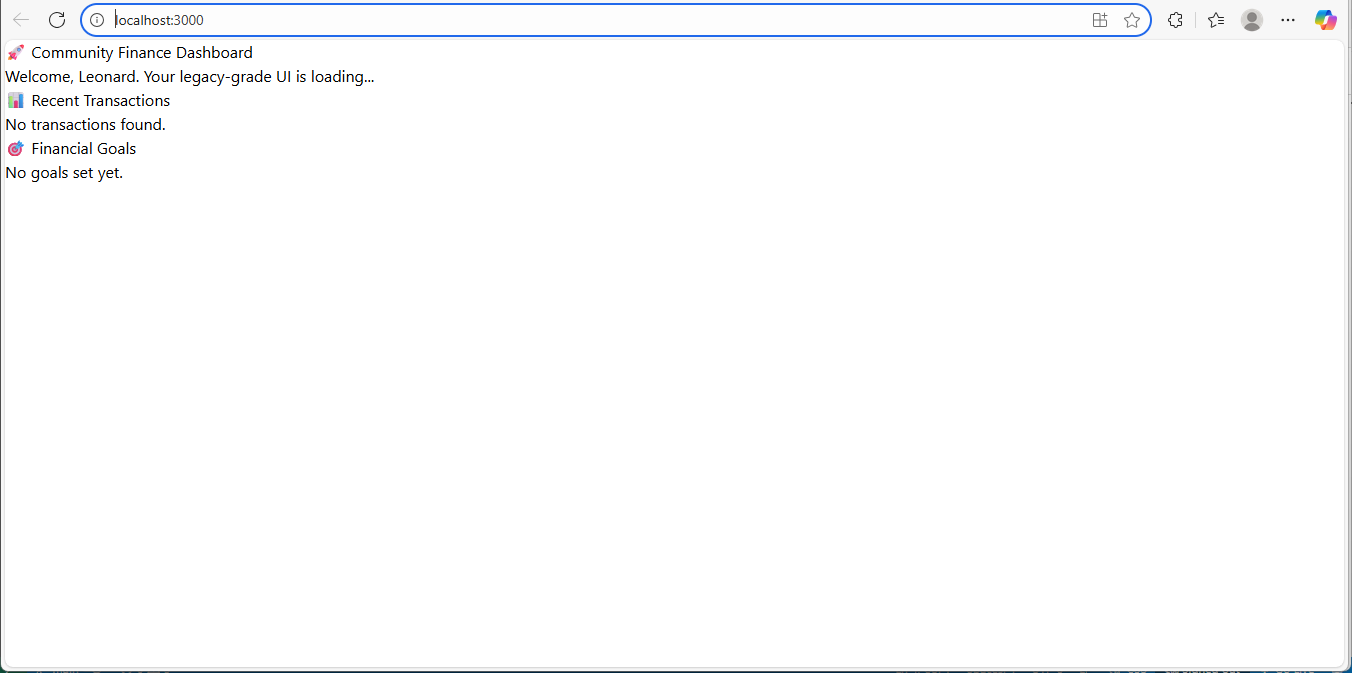 localhost:3000
🚀 Community Finance Dashboard
Welcome, Leonard. Your legacy-grade UI is loading...
📊 Recent Transactions
No transactions found.
🎯 Financial Goals
No goals set yet.